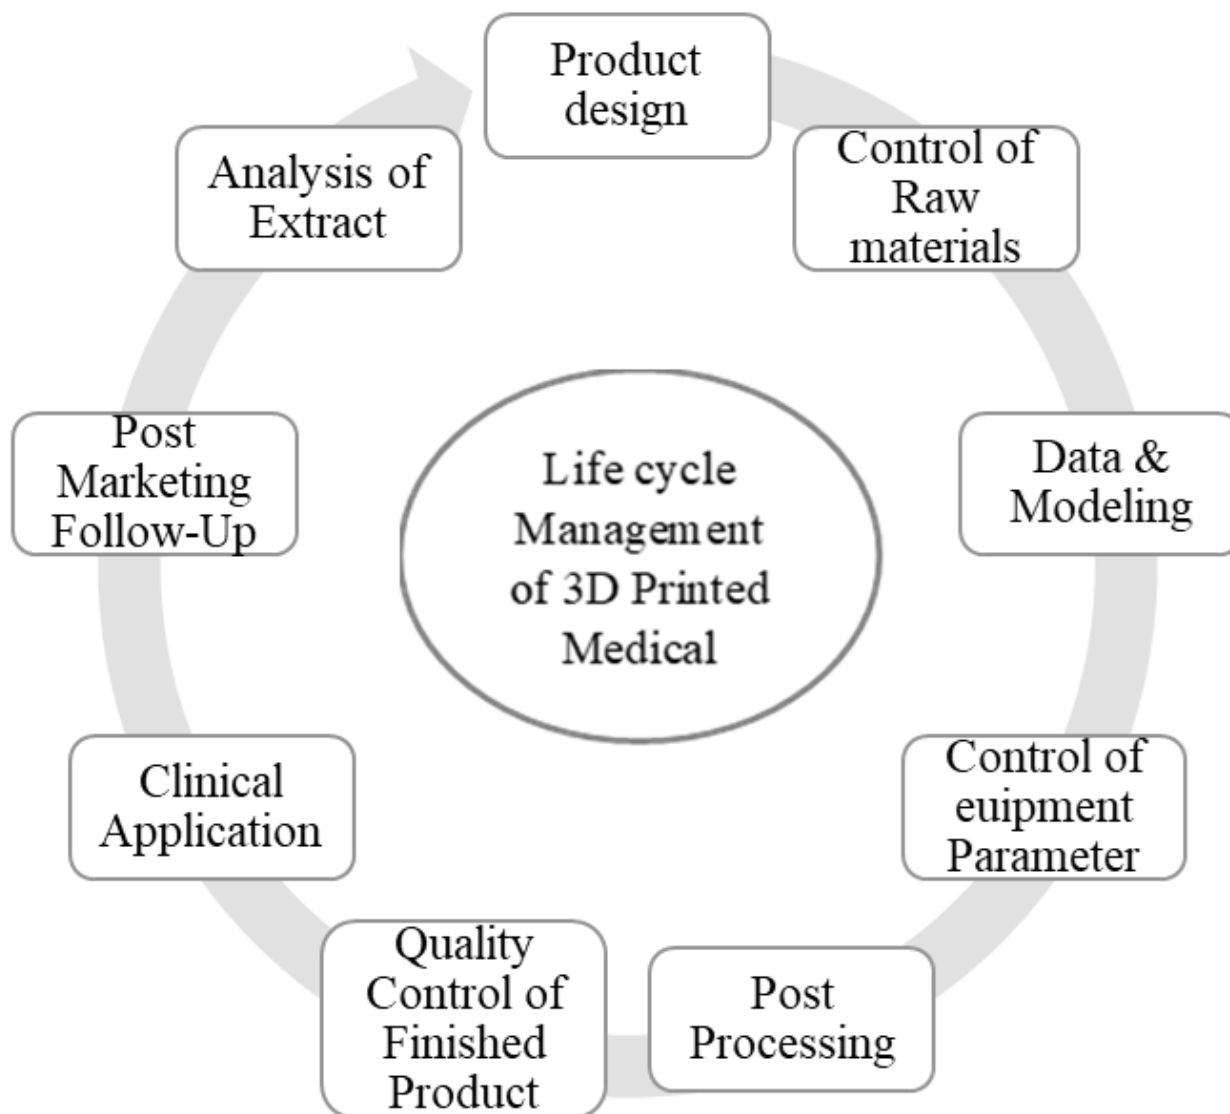 Product
design
Control of
Raw
materials
Data &
Modeling
Control of
euipment
Parameter
Post
Processing
Quality
Control of
Finished
Product
Clinical
Application
Post
Marketing
Follow-Up
Analysis of
Extract
Life cycle
Management
of 3D Printed
Medical